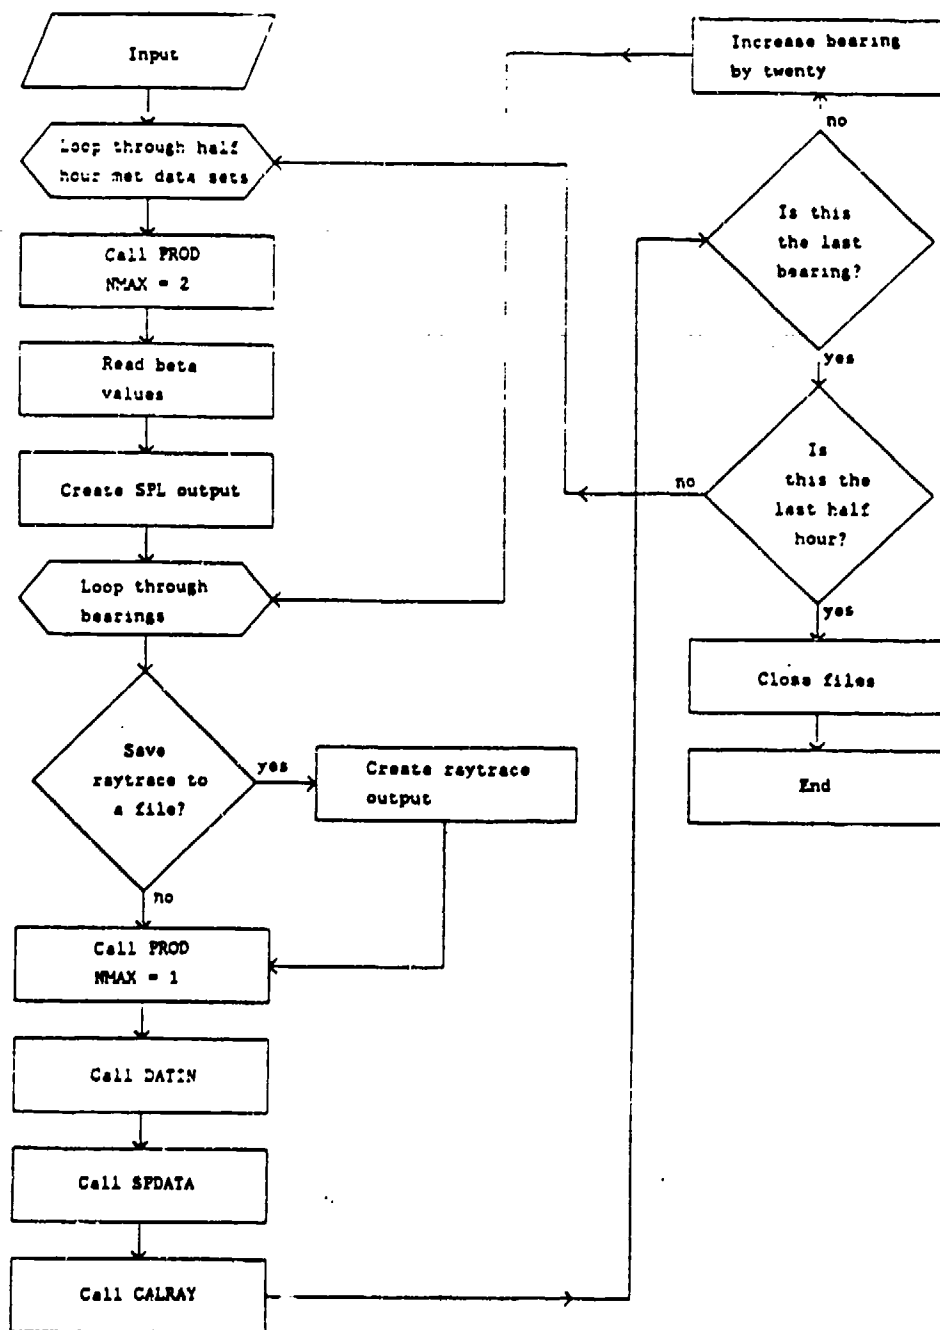 Input
Loop through half
hour met data sets
Call PROD
NMAX = 2
Read beta
values
Create SPL output
Loop through
bearings
Save
raytrace to
a file?
yes
Create raytrace
output
no
Call PROD
NMAX = 1
Call DATIN
Call SPDATA
Call CALRAY
Increase bearing
by twenty
no
Is this
the last
bearing?
yes
Is
this the
last half
hour?
no
yes
Close files
End